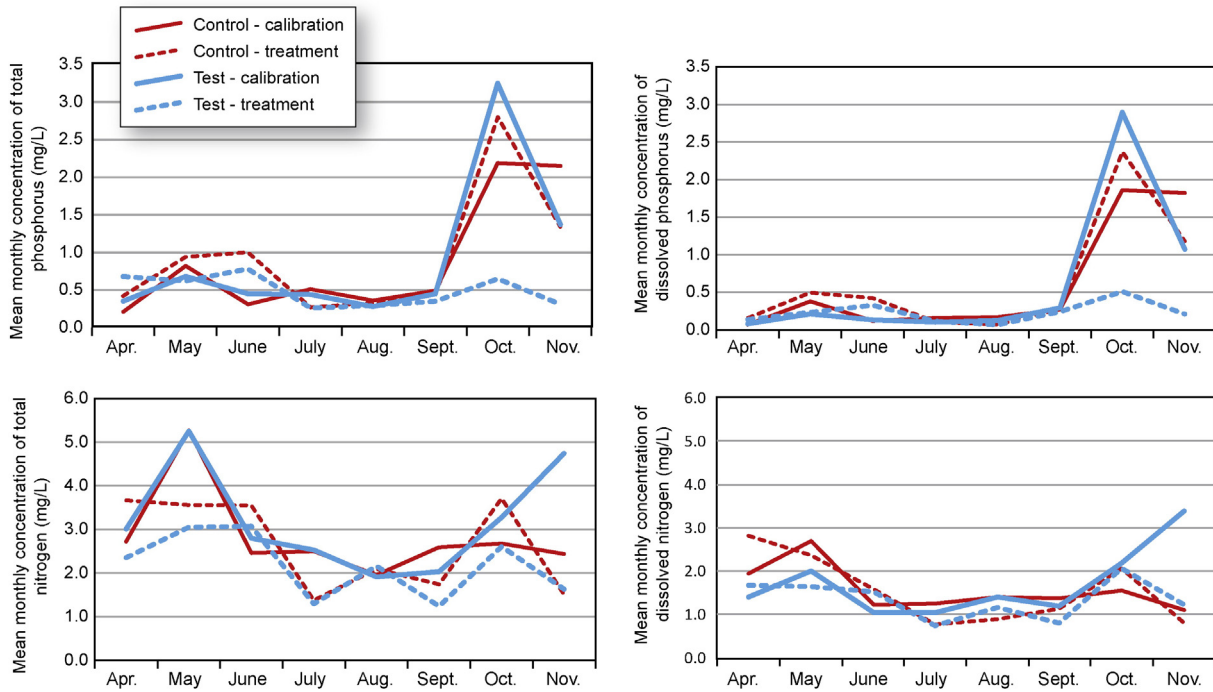 Control - calibration
Control - treatment
Test - calibration
Test - treatment
Mean monthly concentration of total
phosphorus (mg/L)
3.5
3.0
2.5
2.0
1.5
1.0
0.5
0.0
Apr. May June July Aug. Sept. Oct. Nov.
Mean monthly concentration of
dissolved phosphorus (mg/L)
3.5
3.0
2.5
2.0
1.5
1.0
0.5
0.0
Apr. May June July Aug. Sept. Oct. Nov.
Mean monthly concentration of total
nitrogen (mg/L)
6.0
5.0
4.0
3.0
2.0
1.0
0.0
Apr. May June July Aug. Sept. Oct. Nov.
Mean monthly concentration of
dissolved nitrogen (mg/L)
6.0
5.0
4.0
3.0
2.0
1.0
0.0
Apr. May June July Aug. Sept. Oct. Nov.